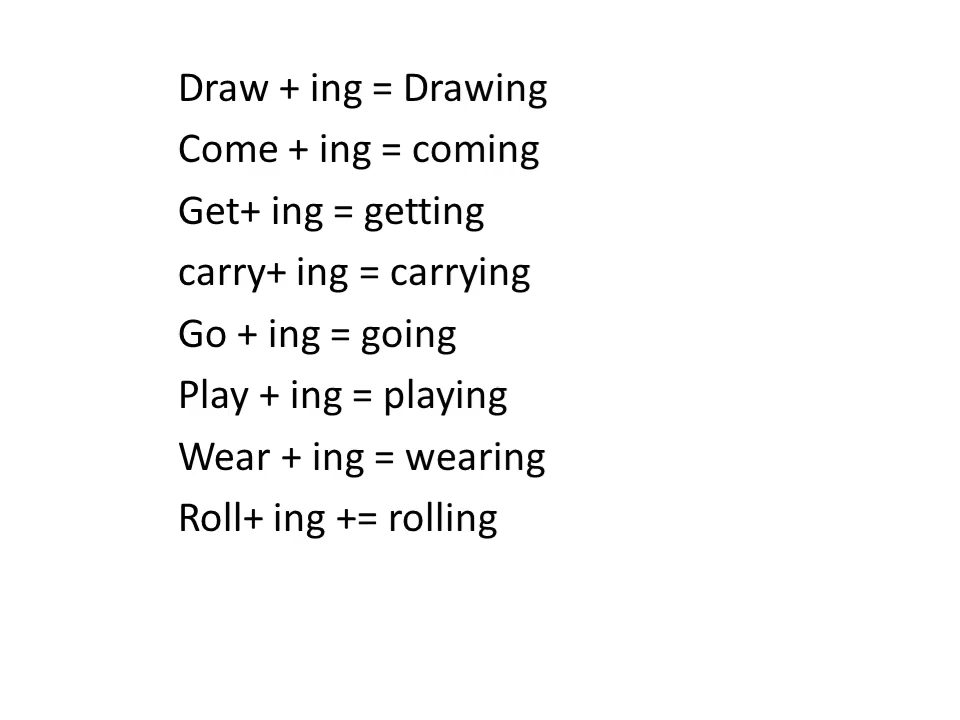 Draw + ing = Drawing
Come + ing = coming
Get+ ing = getting
carry+ ing = carrying
Go + ing = going
Play + ing = playing
Wear + ing = wearing
Roll+ ing += rolling